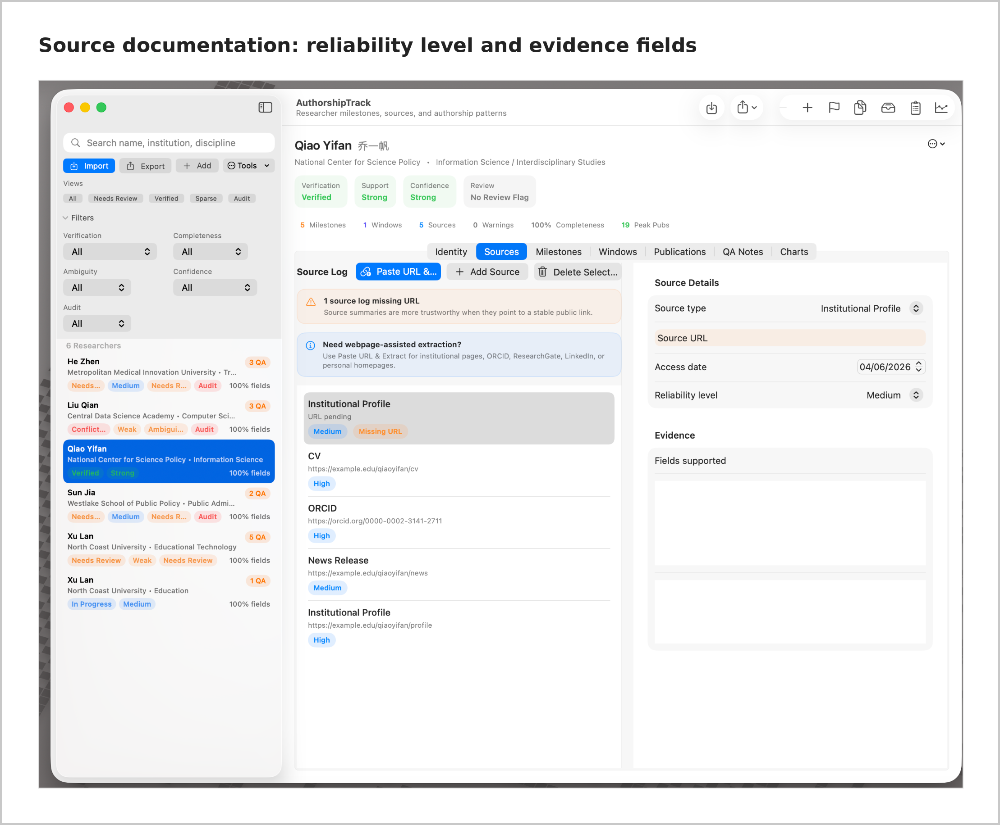 Source documentation: reliability level and evidence fields
Search name, institution, discipline
Import
Export
Add
Tools
Views
All
Needs Review
Verified
Sparse
Audit
Filters
Verification
Completeness
All
All
Ambiguity
Confidence
All
All
Audit
All
6 Researchers
He Zhen
3 QA
Metropolitan Medical Innovation University • Tr...
Needs... Medium Needs R... Audit 100% fields
Liu Qian
3 QA
Central Data Science Academy • Computer Sci...
Conflict... Weak Ambigui... Audit 100% fields
Qiao Yifan
National Center for Science Policy • Information Science
Verified Strong 100% fields
Sun Jia
2 QA
Westlake School of Public Policy • Public Admi...
Needs... Medium Needs R... Audit 100% fields
Xu Lan
5 QA
North Coast University • Educational Technology
Needs Review Weak Needs Review 100% fields
Xu Lan
1 QA
North Coast University • Education
In Progress Medium 100% fields
AuthorshipTrack
Researcher milestones, sources, and authorship patterns
Qiao Yifan 乔一帆
National Center for Science Policy • Information Science / Interdisciplinary Studies
Verification
Verified
Support
Strong
Confidence
Strong
Review
No Review Flag
5 Milestones 1 Windows 5 Sources 0 Warnings 100% Completeness 19 Peak Pubs
Identity Sources Milestones Windows Publications QA Notes Charts
Source Log
Paste URL &...
Add Source
Delete Select...
1 source log missing URL
Source summaries are more trustworthy when they point to a stable public link.
Need webpage-assisted extraction?
Use Paste URL & Extract for institutional pages, ORCID, ResearchGate, LinkedIn, or
personal homepages.
Institutional Profile
URL pending
Medium Missing URL
CV
https://example.edu/qiaoyifan/cv
High
ORCID
https://orcid.org/0000-0002-3141-2711
High
News Release
https://example.edu/qiaoyifan/news
Medium
Institutional Profile
https://example.edu/qiaoyifan/profile
High
Source Details
Source type Institutional Profile
Source URL
Access date 04/06/2026
Reliability level Medium
Evidence
Fields supported